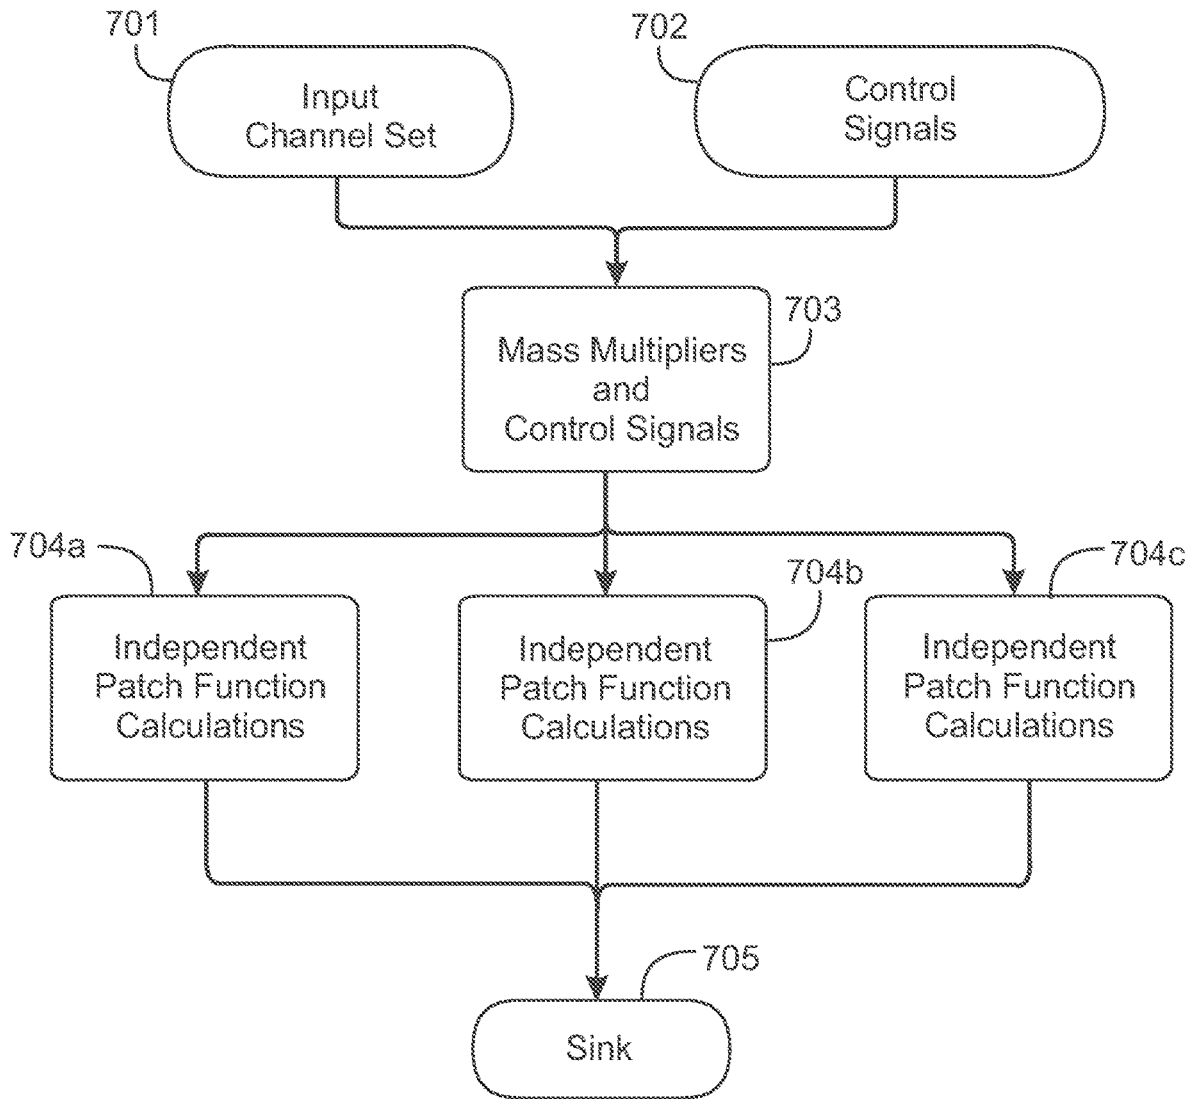 701
Input
Channel Set
702
Control
Signals
703
Mass Multipliers
and
Control Signals
704a
Independent
Patch Function
Calculations
704b
Independent
Patch Function
Calculations
704c
Independent
Patch Function
Calculations
705
Sink